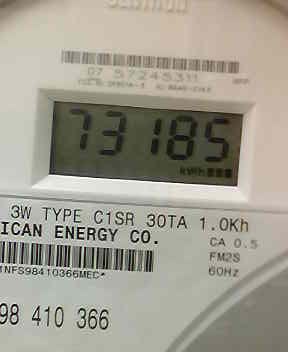 07 57245311
73185
kWh
3W TYPE C1SR 30TA 1.0Kh
ICAN ENERGY CO.
CA 0.5
FM2S
60Hz
1NFS98410366MEC*
98 410 366